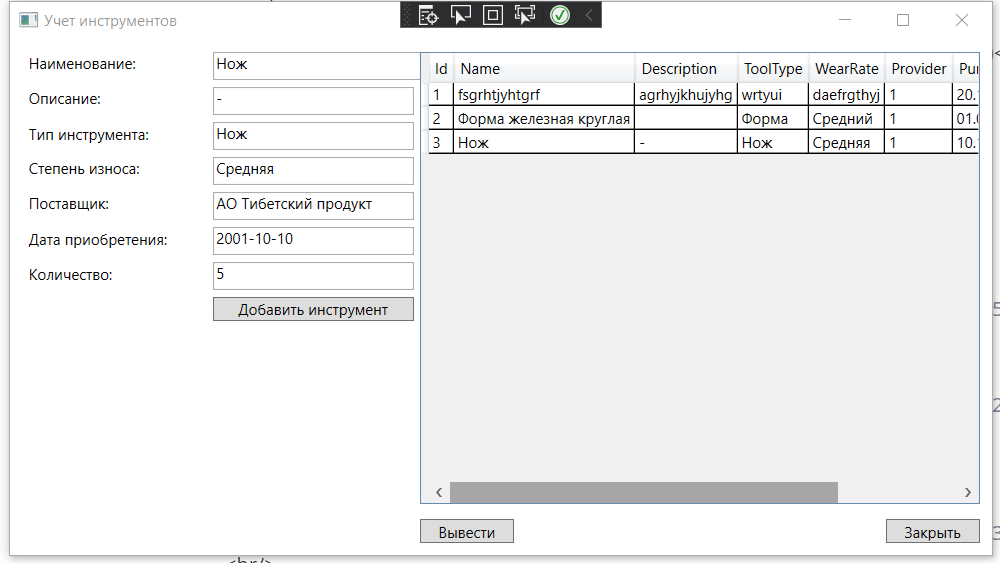 Учет инструментов
Наименование: Нож
Описание: -
Тип инструмента: Нож
Степень износа: Средняя
Поставщик: АО Тибетский продукт
Дата приобретения: 2001-10-10
Количество: 5
Добавить инструмент
Id Name Description ToolType WearRate Provider Pur
1 fsgrhtjyhtgrf agrhyjkhujyhg wrtyui daefrgthyj 1 20.
2 Форма железная круглая Форма Средний 1 01.
3 Нож - Нож Средняя 1 10.
Вывести
Закрыть